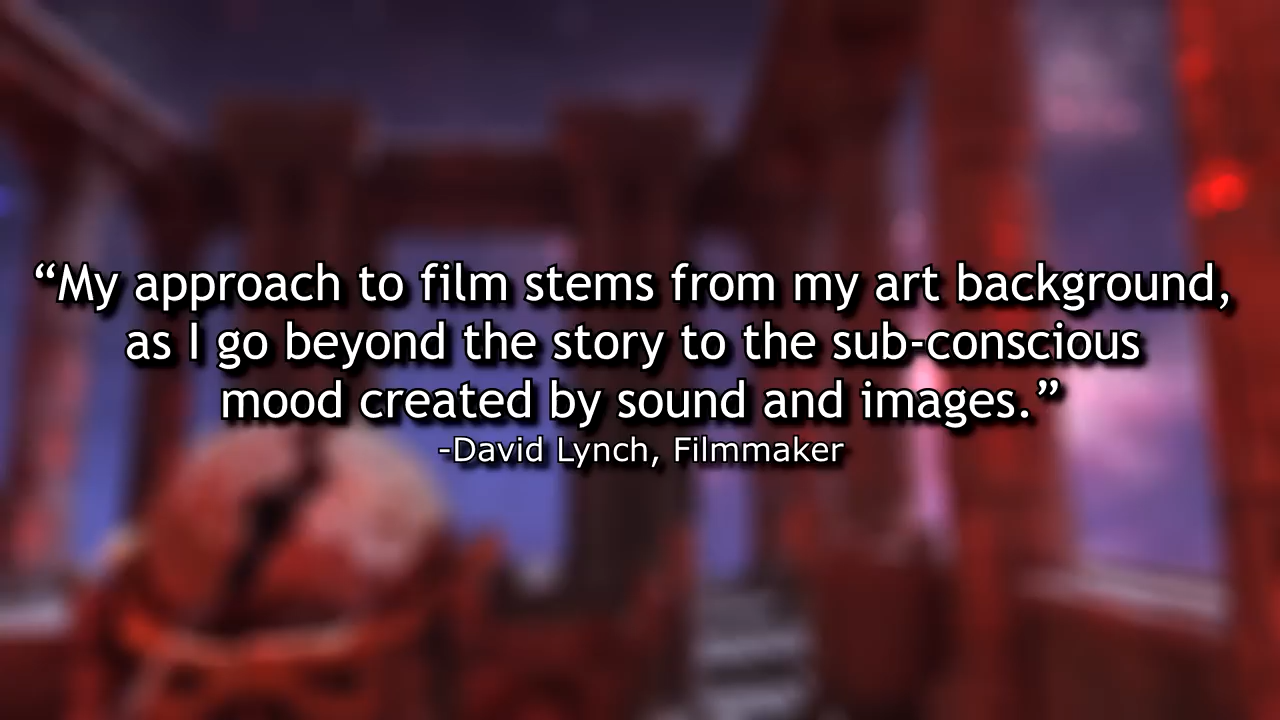 “My approach to film stems from my art background,
as I go beyond the story to the sub-conscious
mood created by sound and images.”
-David Lynch, Filmmaker